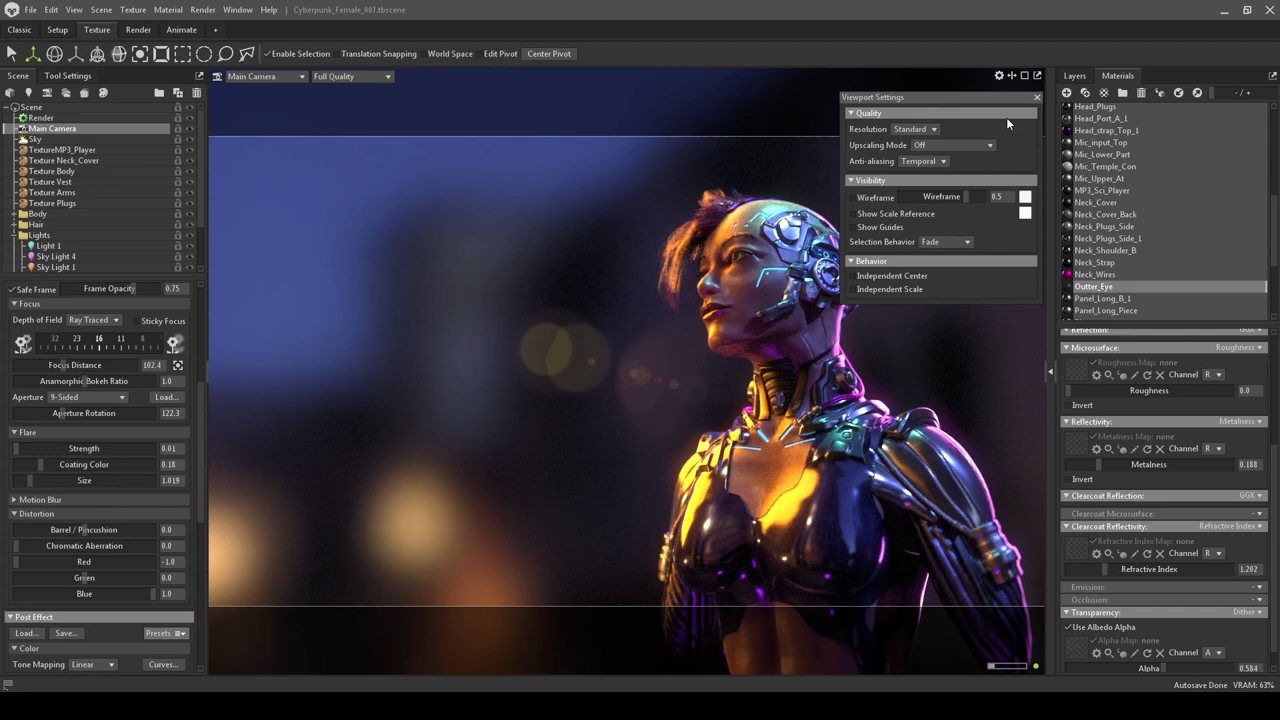 File Edit View Scene Material Render Window Help Cyberpunk_Female_007.tbscene
Classic Setup Texture Render Animate +
Enable Selection Translation Snapping World Space Edit Pivot Center Pivot
Scene Tool Settings
Scene
Render
Main Camera
Sky
TextureMP3_Player
Texture Neck_Cover
Texture Body
Texture Vest
Texture Arms
Texture Plugs
Body
Hair
Lights
Light 1
Sky Light 4
Sky Light 1
Safe Frame Frame Opacity 0.75
Focus
Depth of Field Ray Traced Sticky Focus
32 23 16 11 8
Focus Distance 102.4
Anamorphic Bokeh Ratio 1.0
Aperture 9-Sided Load...
Aperture Rotation 122.3
Flare
Strength 0.01
Coating Color 0.18
Size 1.019
Motion Blur
Distortion
Barrel / Pincushion 0.0
Chromatic Aberration 0.0
Red -1.0
Green 0.0
Blue 1.0
Post Effect
Load... Save... Presets
Color
Tone Mapping Linear Curves...
Main Camera Full Quality
Viewport Settings
Quality
Resolution Standard
Upscaling Mode Off
Anti-aliasing Temporal
Visibility
Wireframe Wireframe 0.5
Show Scale Reference
Show Guides
Selection Behavior Fade
Behavior
Independent Center
Independent Scale
Layers Materials
- / +
Head_Plugs
Head_Port_A_1
Head_strap_Top_1
Mic_input_Top
Mic_Lower_Part
Mic_Temple_Con
Mic_Upper_At
MP3_Sci_Player
Neck_Cover
Neck_Cover_Back
Neck_Plugs_Side
Neck_Plugs_Side_1
Neck_Shoulder_B
Neck_Strap
Neck_Wires
Outter_Eye
Panel_Long_B_1
Panel_Long_Piece
Reflection: GGX
Microsurface: Roughness
Roughness Map: none
Channel R
Roughness 0.0
Invert
Reflectivity: Metalness
Metalness Map: none
Channel R
Metalness 0.188
Invert
Clearcoat Reflection: GGX
Clearcoat Microsurface: -
Clearcoat Reflectivity: Refractive Index
Refractive Index Map: none
Channel R
Refractive Index 1.202
Emission: -
Occlusion: -
Transparency: Dither
Use Albedo Alpha
Alpha Map: none
Channel A
Alpha 0.584
Autosave Done VRAM: 63%